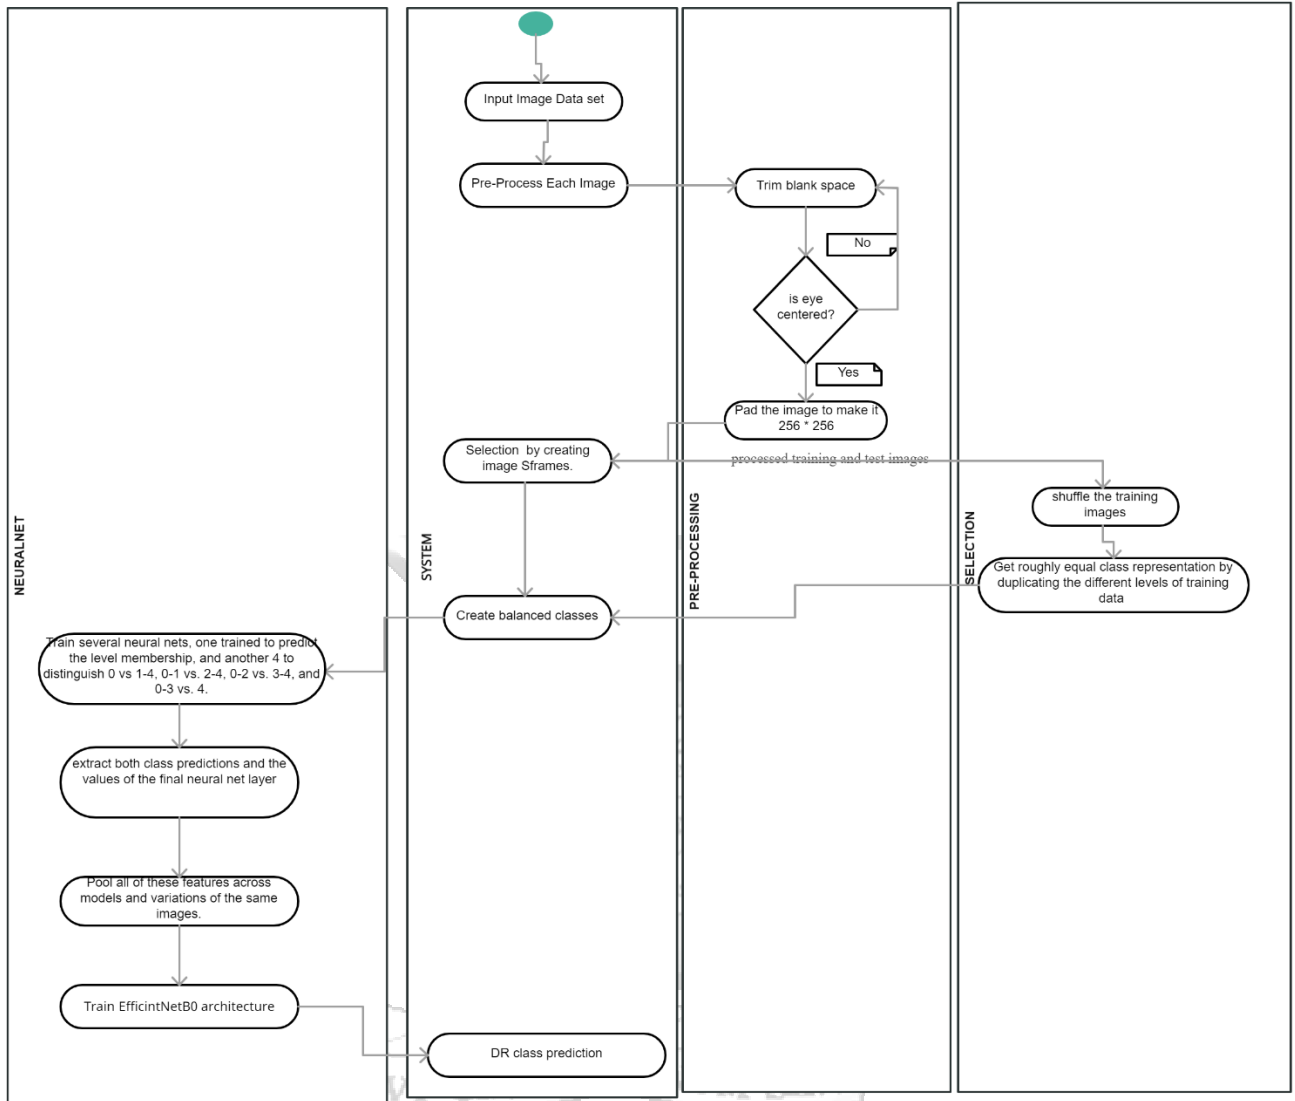 Input Image Data set
Pre-Process Each Image
Trim blank space
No
is eye
centered?
Yes
Pad the image to make it
256 * 256
Selection by creating
image Sframes.
processed training and test images
shuffle the training
images
Get roughly equal class representation by
duplicating the different levels of training
data
NEURALNET
SYSTEM
PRE-PROCESSING
SELECTION
Create balanced classes
Train several neural nets, one trained to predict
the level membership, and another 4 to
distinguish 0 vs 1-4, 0-1 vs. 2-4, 0-2 vs. 3-4, and
0-3 vs. 4.
extract both class predictions and the
values of the final neural net layer
Pool all of these features across
models and variations of the same
images.
Train EfficintNetB0 architecture
DR class prediction